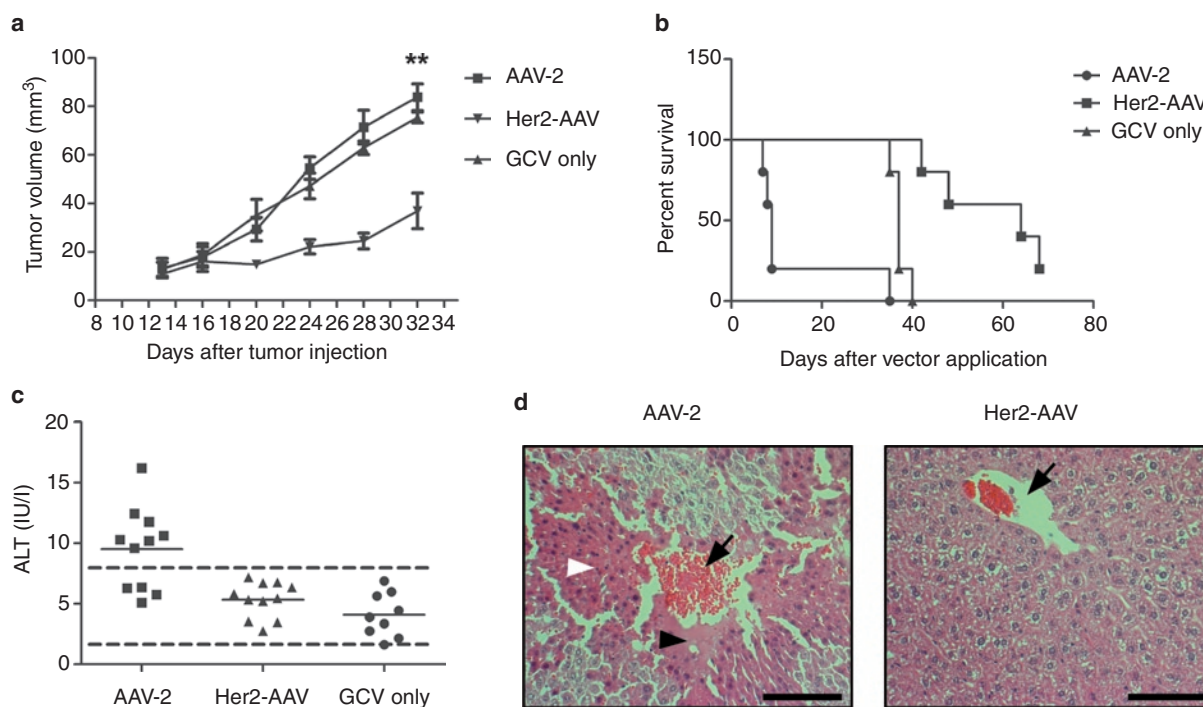 a
100
80
60
40
20
0
Tumor volume (mm³)
**
8 10 12 14 16 18 20 22 24 26 28 30 32 34
Days after tumor injection
AAV-2
Her2-AAV
GCV only
b
150
100
50
0
Percent survival
0 20 40 60 80
Days after vector application
AAV-2
Her2-AAV
GCV only
c
20
15
10
5
0
ALT (IU/l)
AAV-2 Her2-AAV GCV only
d
AAV-2 Her2-AAV